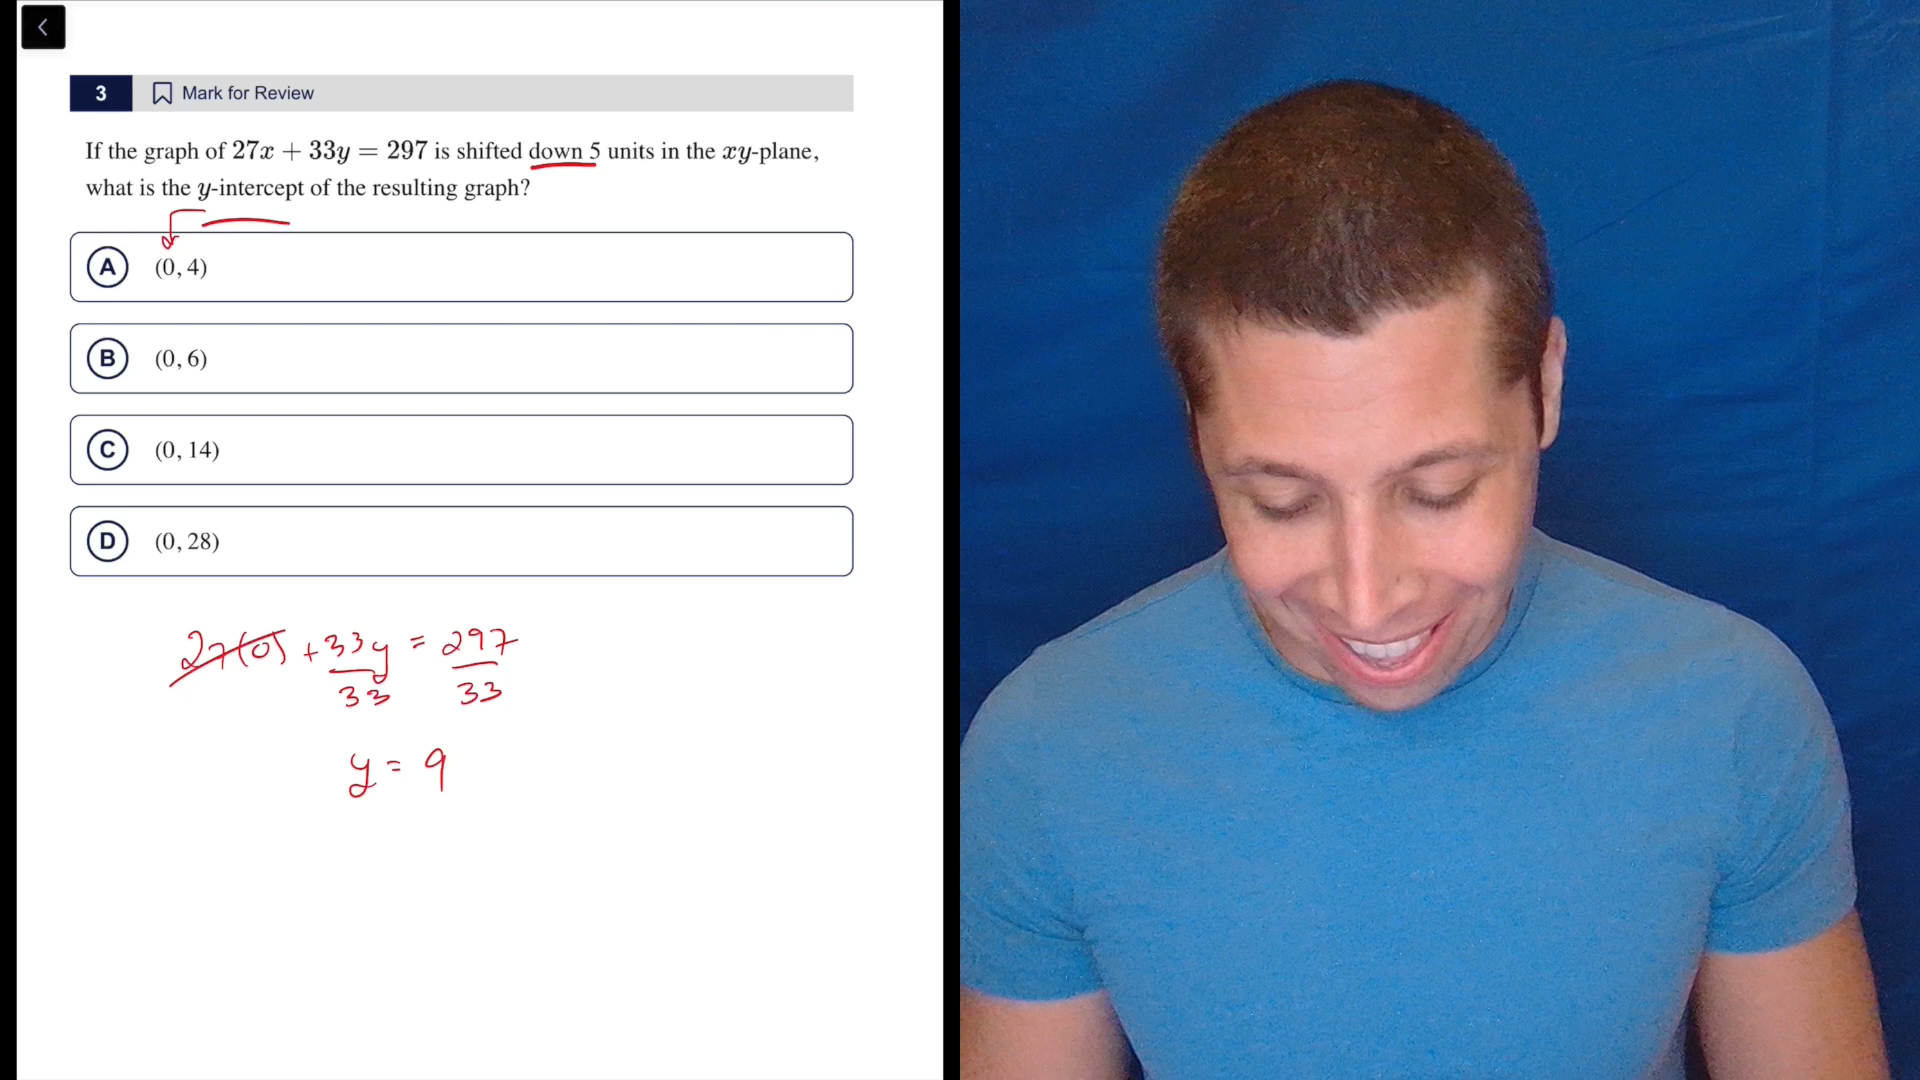 3 Mark for Review
If the graph of 27x + 33y = 297 is shifted down 5 units in the xy-plane,
what is the y-intercept of the resulting graph?
A (0, 4)
B (0, 6)
C (0, 14)
D (0, 28)
27(0) + 33y = 297
33 33
y = 9